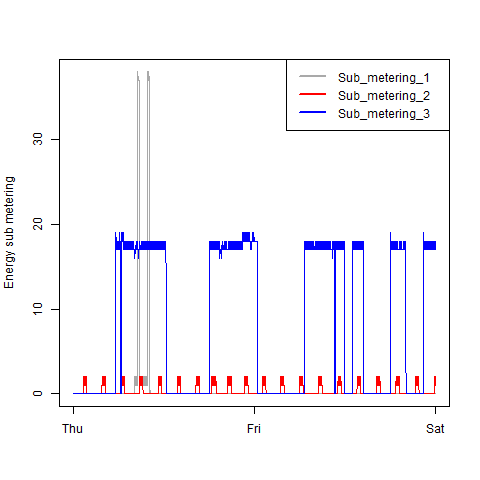 Sub_metering_1
Sub_metering_2
Sub_metering_3
Energy sub metering
30
20
10
0
Thu
Fri
Sat